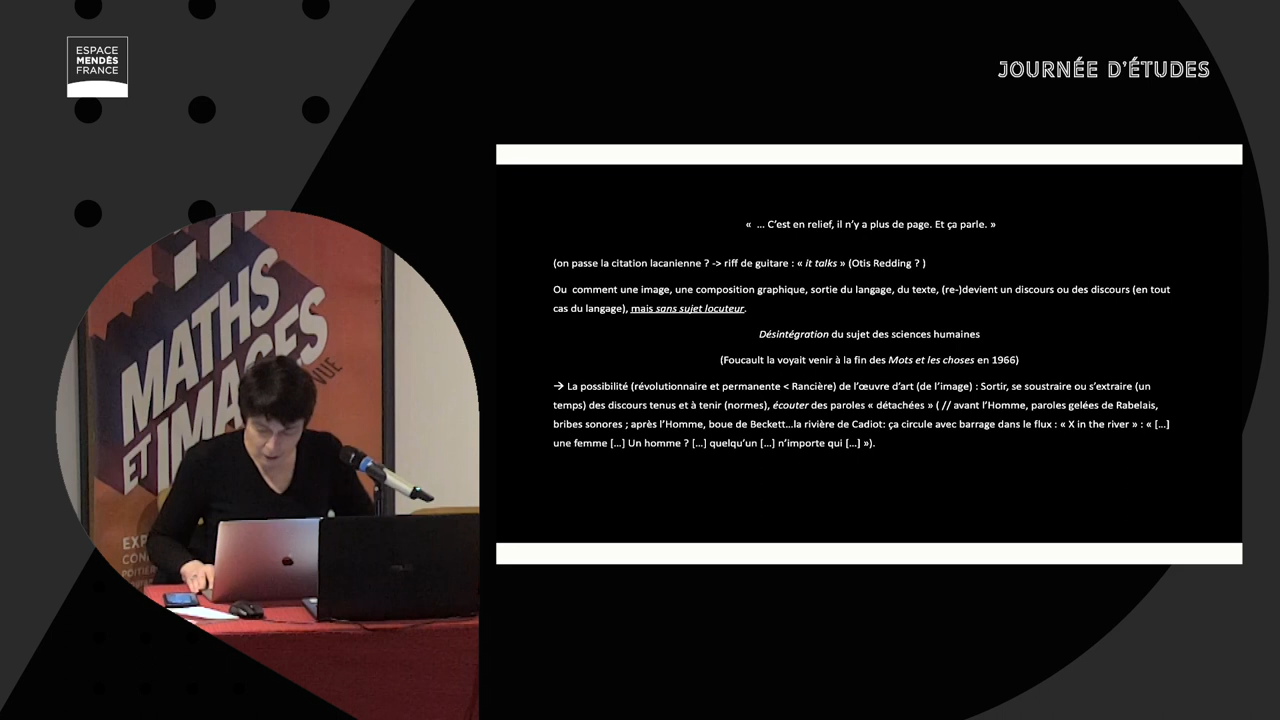 ESPACE
MENDÈS
FRANCE
JOURNÉE D'ÉTUDES
« … C'est en relief, il n'y a plus de page. Et ça parle. »
(on passe la citation lacanienne ? -> riff de guitare : « it talks » (Otis Redding ? )
Ou comment une image, une composition graphique, sortie du langage, du texte, (re-)devient un discours ou des discours (en tout
cas du langage), mais sans sujet locuteur.
Désintégration du sujet des sciences humaines
(Foucault la voyait venir à la fin des Mots et les choses en 1966)
→ La possibilité (révolutionnaire et permanente < Rancière) de l'œuvre d'art (de l'image) : Sortir, se soustraire ou s'extraire (un
temps) des discours tenus et à tenir (normes), écouter des paroles « détachées » ( // avant l'Homme, paroles gelées de Rabelais,
bribes sonores ; après l'Homme, boue de Beckett...la rivière de Cadiot: ça circule avec barrage dans le flux : « X in the river » : « […]
une femme […] Un homme ? […] quelqu'un […] n'importe qui […] »).
MATHS
ET IMAGES
VUE
EXP
CON
POITIER